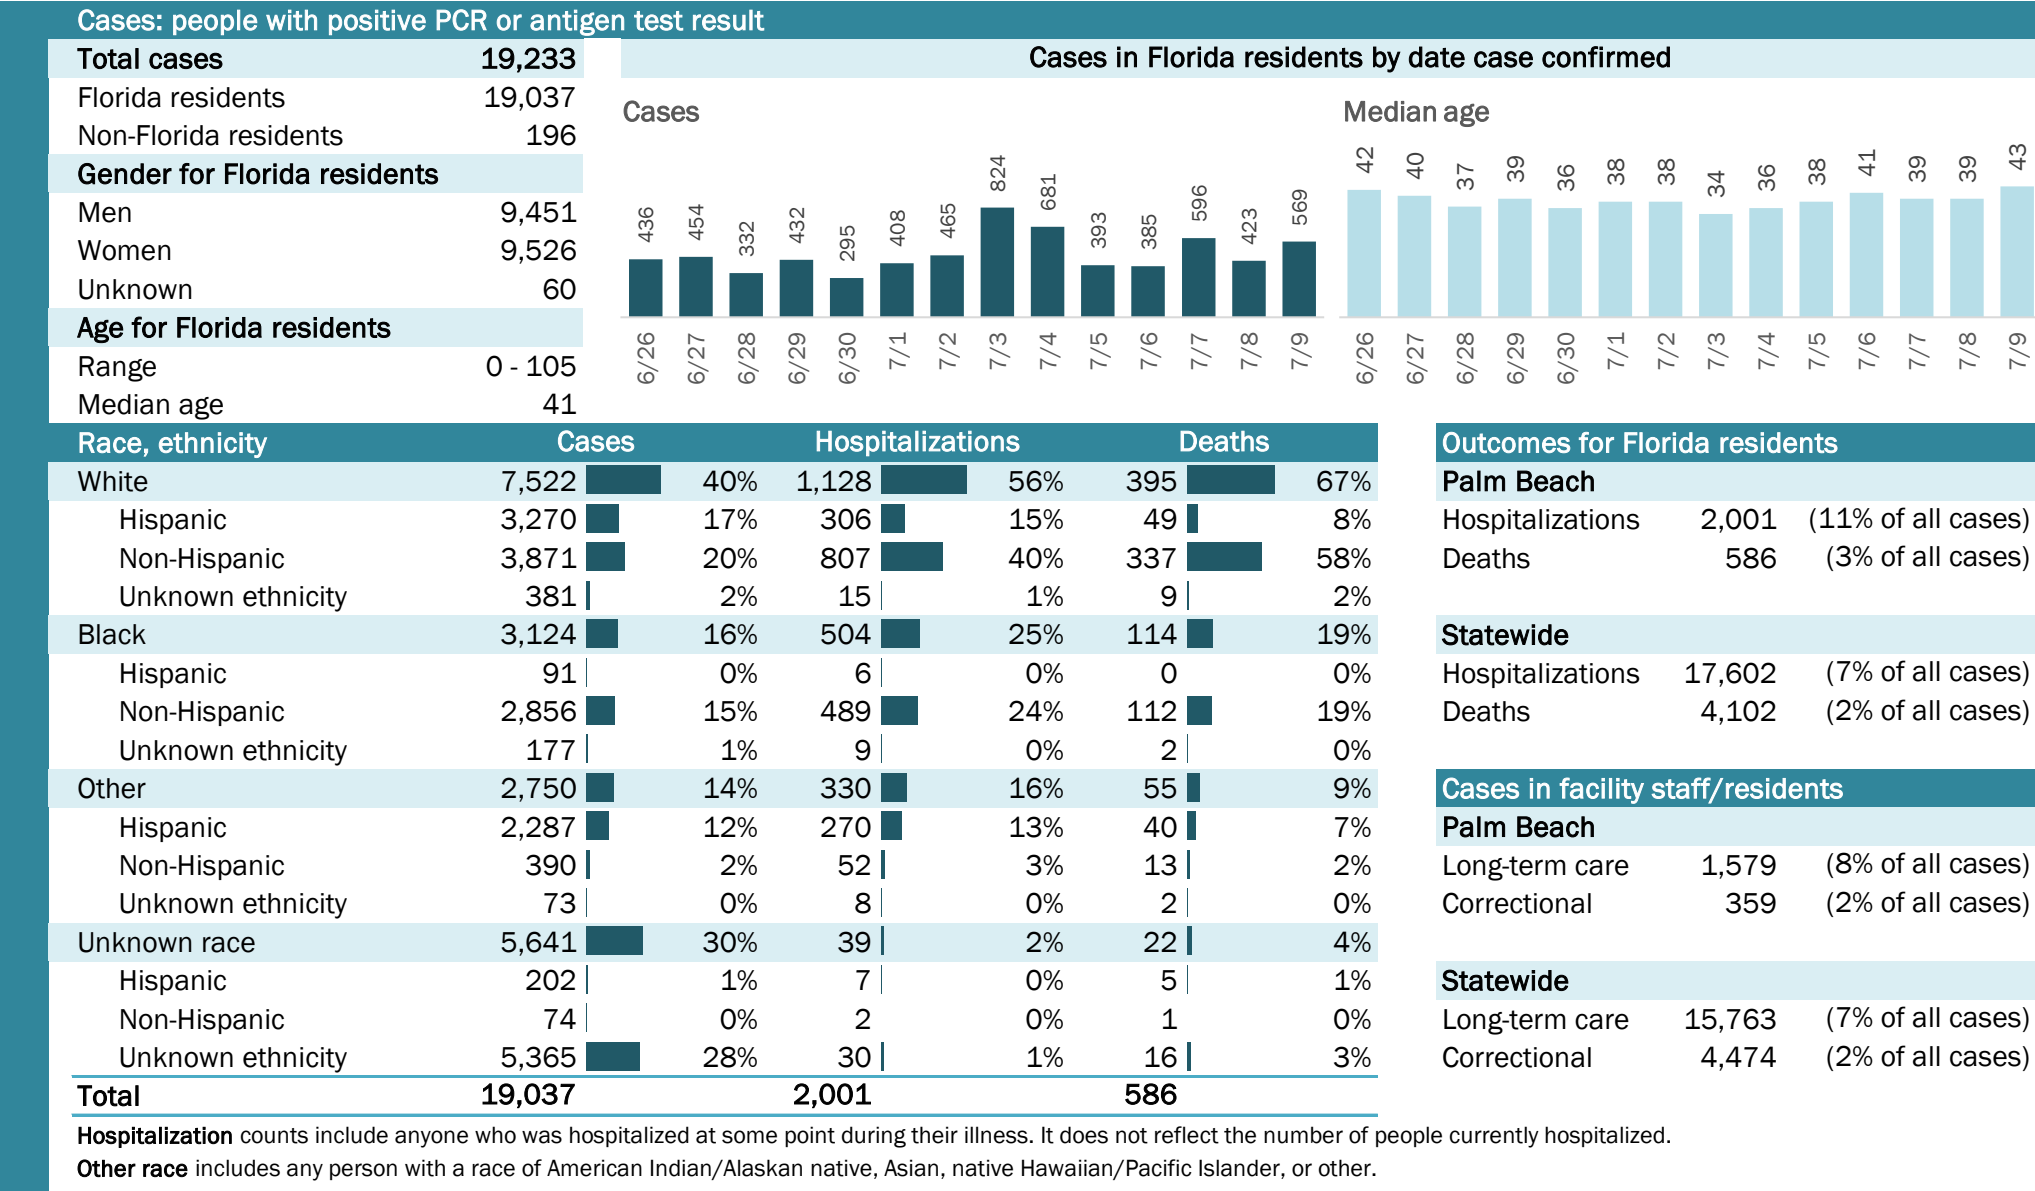 Cases: people with positive PCR or antigen test result
Total cases 19,233
Florida residents 19,037
Non-Florida residents 196
Gender for Florida residents
Men 9,451
Women 9,526
Unknown 60
Age for Florida residents
Range 0 - 105
Median age 41
Cases in Florida residents by date case confirmed
Cases
436 454 332 432 295 408 465 824 681 393 385 596 423 569
6/26 6/27 6/28 6/29 6/30 7/1 7/2 7/3 7/4 7/5 7/6 7/7 7/8 7/9
Median age
42 40 37 39 36 38 38 34 36 38 41 39 39 43
6/26 6/27 6/28 6/29 6/30 7/1 7/2 7/3 7/4 7/5 7/6 7/7 7/8 7/9
Race, ethnicity Cases Hospitalizations Deaths
White 7,522 40% 1,128 56% 395 67%
Hispanic 3,270 17% 306 15% 49 8%
Non-Hispanic 3,871 20% 807 40% 337 58%
Unknown ethnicity 381 2% 15 1% 9 2%
Black 3,124 16% 504 25% 114 19%
Hispanic 91 0% 6 0% 0 0%
Non-Hispanic 2,856 15% 489 24% 112 19%
Unknown ethnicity 177 1% 9 0% 2 0%
Other 2,750 14% 330 16% 55 9%
Hispanic 2,287 12% 270 13% 40 7%
Non-Hispanic 390 2% 52 3% 13 2%
Unknown ethnicity 73 0% 8 0% 2 0%
Unknown race 5,641 30% 39 2% 22 4%
Hispanic 202 1% 7 0% 5 1%
Non-Hispanic 74 0% 2 0% 1 0%
Unknown ethnicity 5,365 28% 30 1% 16 3%
Total 19,037 2,001 586
Outcomes for Florida residents
Palm Beach
Hospitalizations 2,001 (11% of all cases)
Deaths 586 (3% of all cases)
Statewide
Hospitalizations 17,602 (7% of all cases)
Deaths 4,102 (2% of all cases)
Cases in facility staff/residents
Palm Beach
Long-term care 1,579 (8% of all cases)
Correctional 359 (2% of all cases)
Statewide
Long-term care 15,763 (7% of all cases)
Correctional 4,474 (2% of all cases)
Hospitalization counts include anyone who was hospitalized at some point during their illness. It does not reflect the number of people currently hospitalized.
Other race includes any person with a race of American Indian/Alaskan native, Asian, native Hawaiian/Pacific Islander, or other.